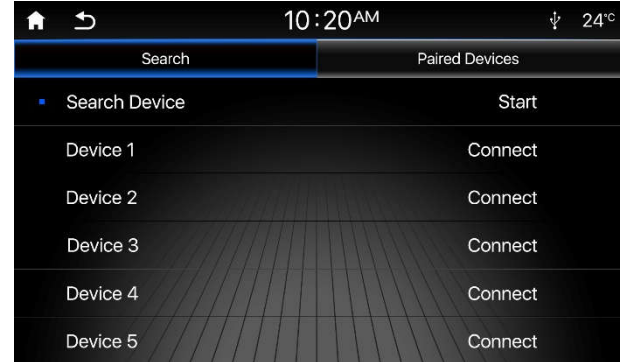 10:20AM 24°C
Search Paired Devices
Search Device Start
Device 1 Connect
Device 2 Connect
Device 3 Connect
Device 4 Connect
Device 5 Connect